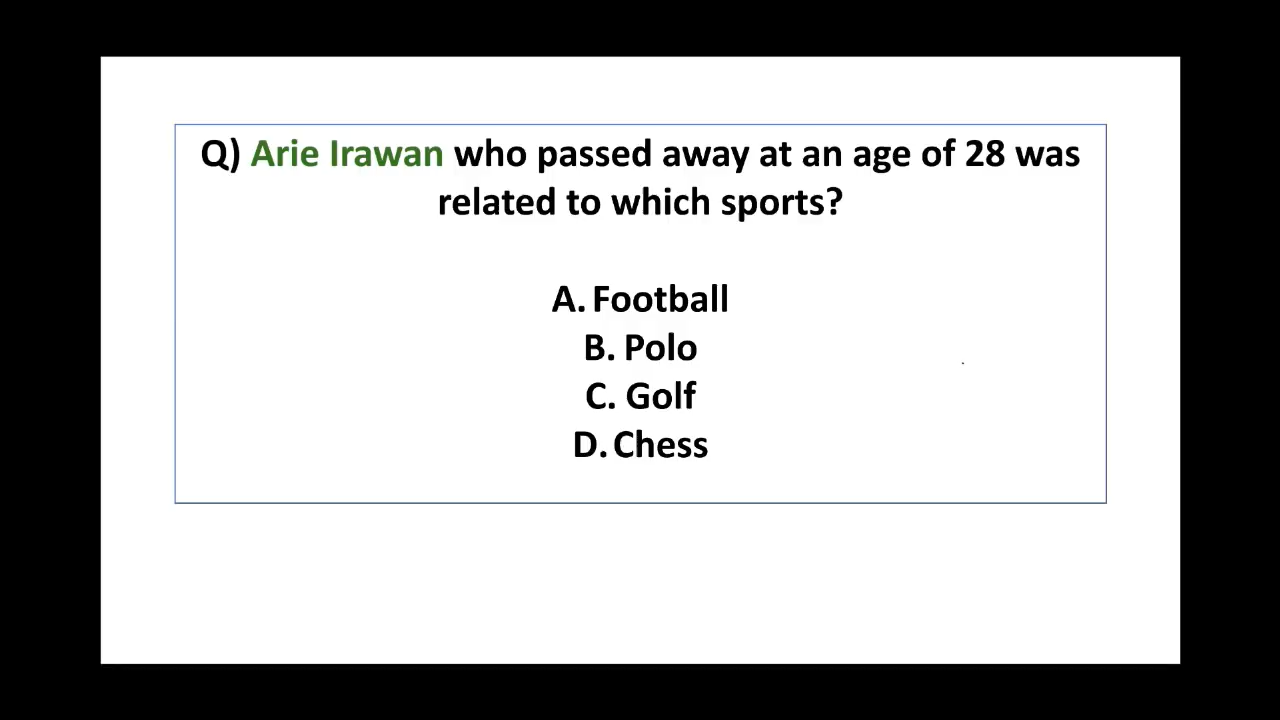 Q) Arie Irawan who passed away at an age of 28 was
related to which sports?
A. Football
B. Polo
C. Golf
D. Chess